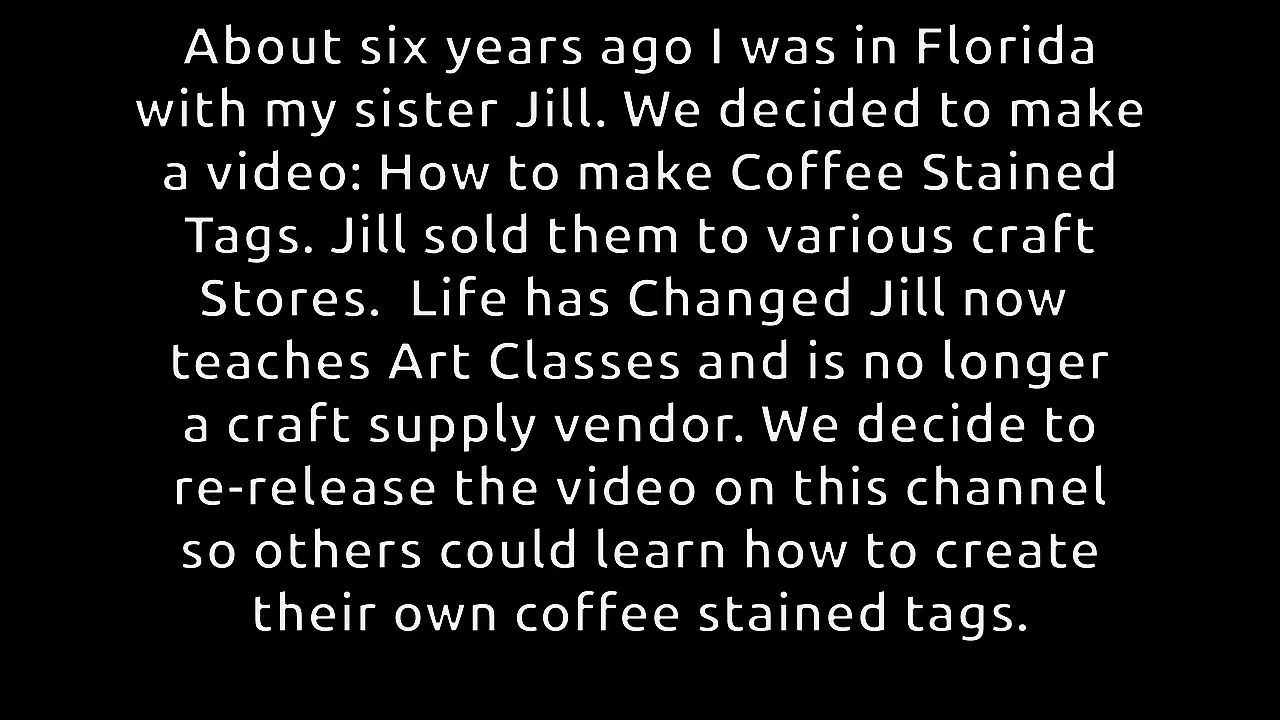 About six years ago I was in Florida
with my sister Jill. We decided to make
a video: How to make Coffee Stained
Tags. Jill sold them to various craft
Stores.  Life has Changed Jill now
teaches Art Classes and is no longer
a craft supply vendor. We decide to
re-release the video on this channel
so others could learn how to create
their own coffee stained tags.